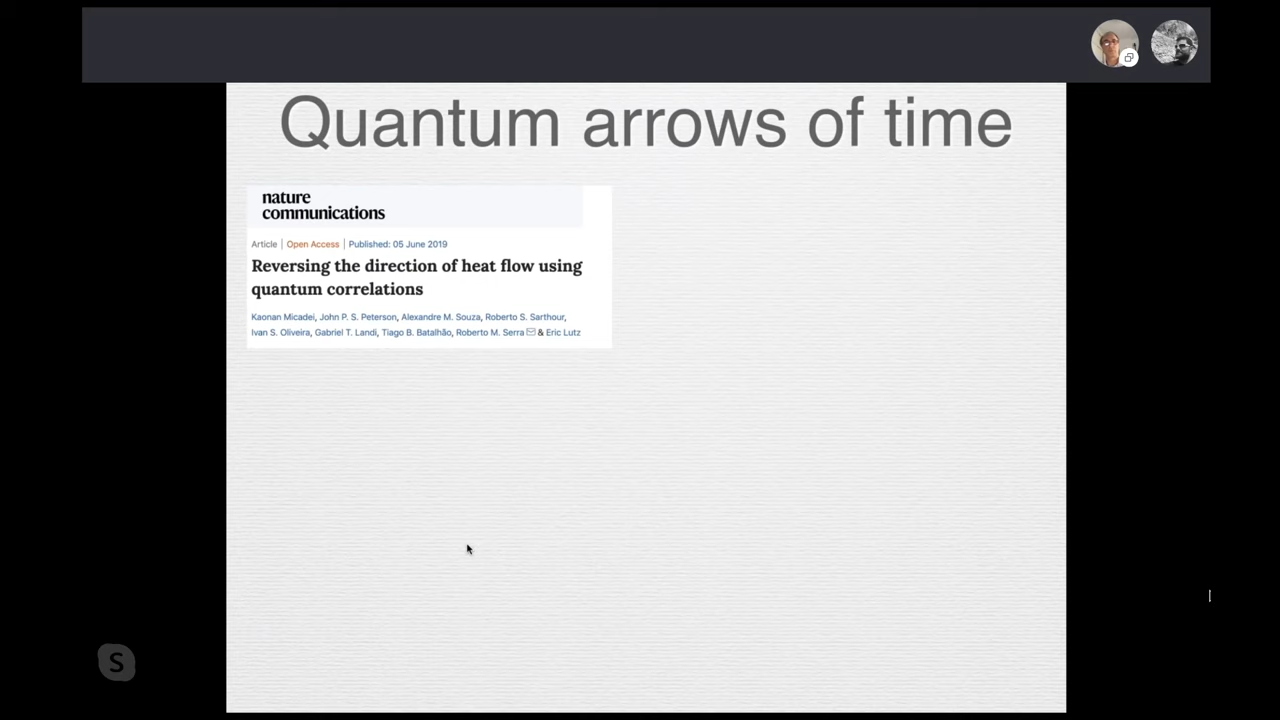 Quantum arrows of time
nature
communications
Article | Open Access | Published: 05 June 2019
Reversing the direction of heat flow using
quantum correlations
Kaonan Micadei, John P. S. Peterson, Alexandre M. Souza, Roberto S. Sarthour,
Ivan S. Oliveira, Gabriel T. Landi, Tiago B. Batalhão, Roberto M. Serra & Eric Lutz
S